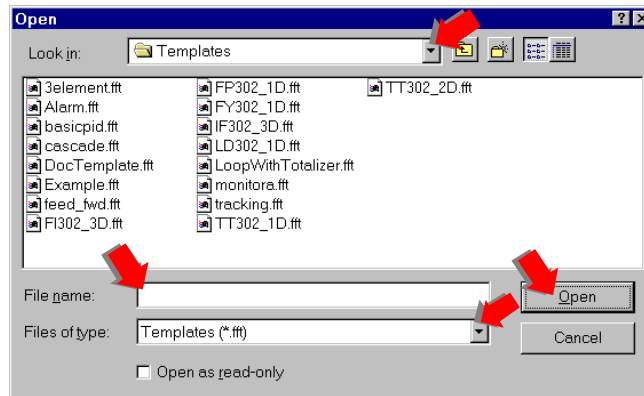 Open
Look in: Templates
3element.fft FP302_1D.fft TT302_2D.fft
Alarm.fft FY302_1D.fft
basicpid.fft IF302_3D.fft
cascade.fft LD302_1D.fft
DocTemplate.fft LoopWithTotalizer.fft
Example.fft monitora.fft
feed_fwd.fft tracking.fft
FI302_3D.fft TT302_1D.fft
File name: Open
Files of type: Templates (*.fft) Cancel
Open as read-only